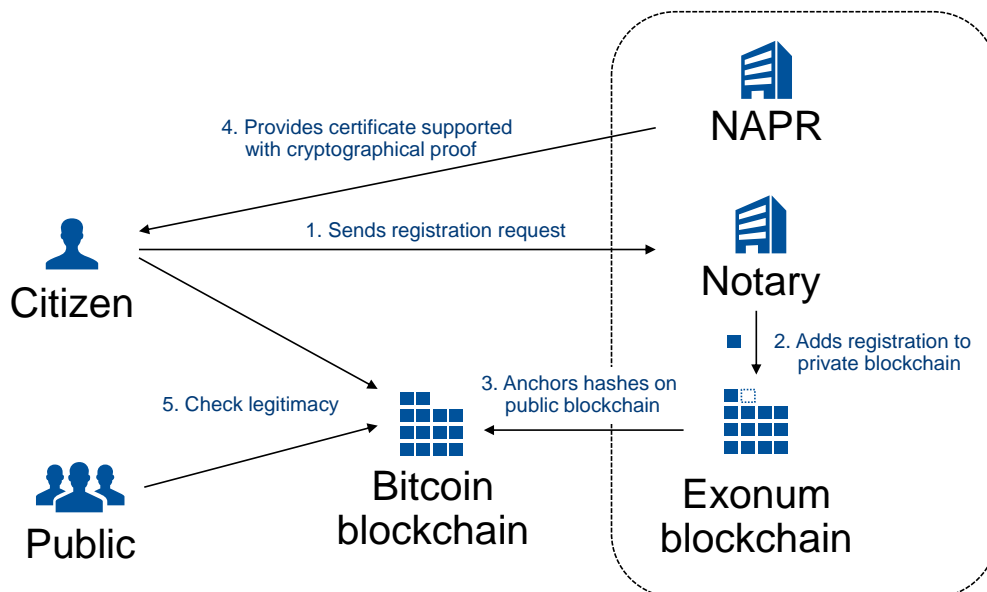 NAPR
4. Provides certificate supported
with cryptographical proof
1. Sends registration request
Citizen
Notary
2. Adds registration to
private blockchain
3. Anchors hashes on
public blockchain
5. Check legitimacy
Bitcoin
blockchain
Exonum
blockchain
Public